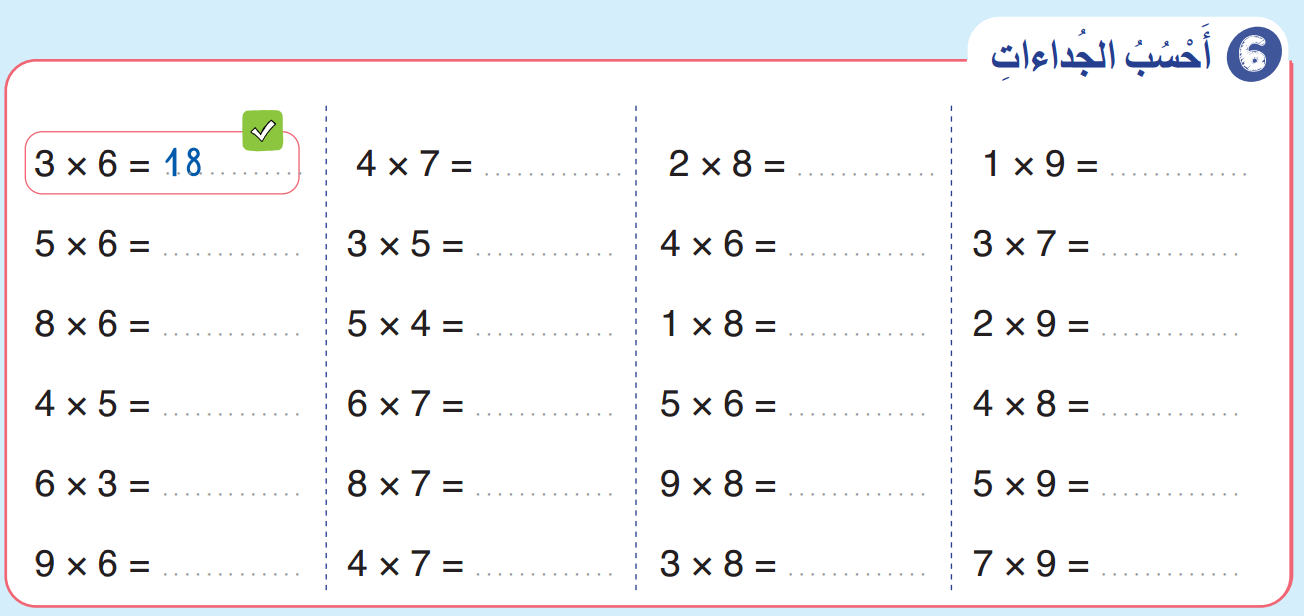 6 أَحْسُبُ الجُداءاتِ
3 × 6 = 18 4 × 7 = ............. 2 × 8 = ............. 1 × 9 = .............
5 × 6 = ............. 3 × 5 = ............. 4 × 6 = ............. 3 × 7 = .............
8 × 6 = ............. 5 × 4 = ............. 1 × 8 = ............. 2 × 9 = .............
4 × 5 = ............. 6 × 7 = ............. 5 × 6 = ............. 4 × 8 = .............
6 × 3 = ............. 8 × 7 = ............. 9 × 8 = ............. 5 × 9 = .............
9 × 6 = ............. 4 × 7 = ............. 3 × 8 = ............. 7 × 9 = .............